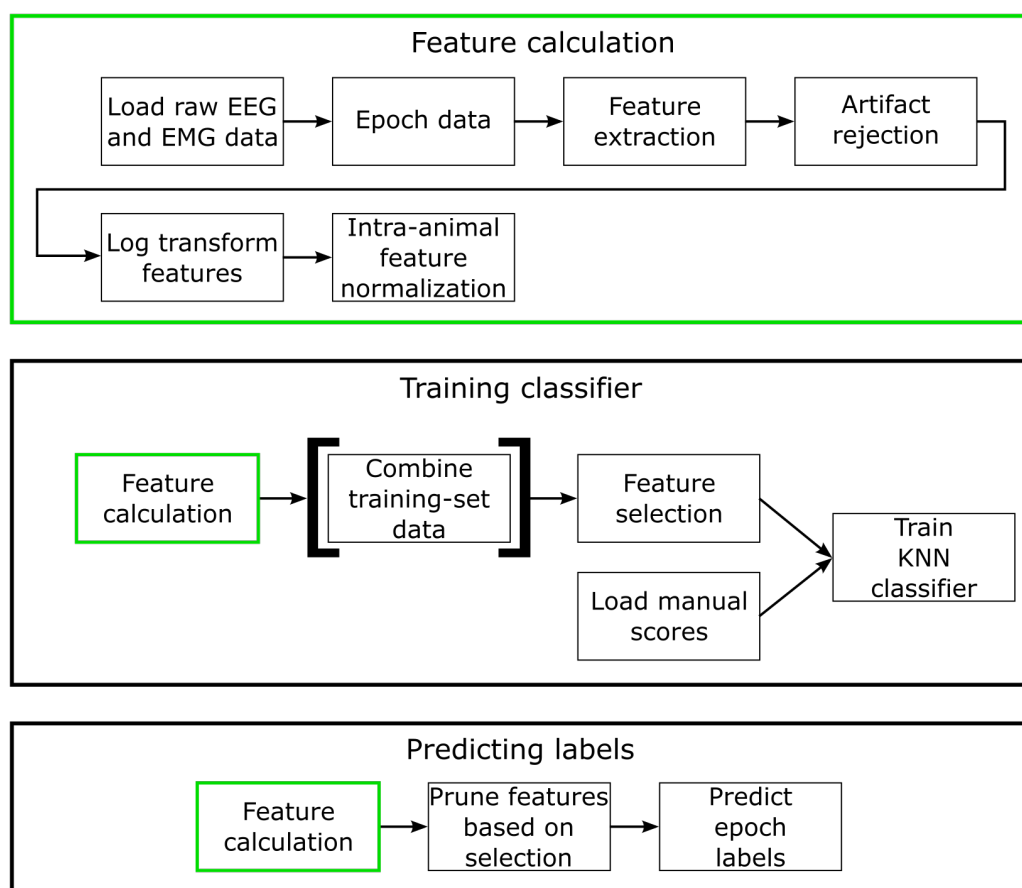 Feature calculation
Load raw EEG
and EMG data
Epoch data
Feature
extraction
Artifact
rejection
Log transform
features
Intra-animal
feature
normalization
Training classifier
Feature
calculation
Combine
training-set
data
Feature
selection
Load manual
scores
Train
KNN
classifier
Predicting labels
Feature
calculation
Prune features
based on
selection
Predict
epoch
labels